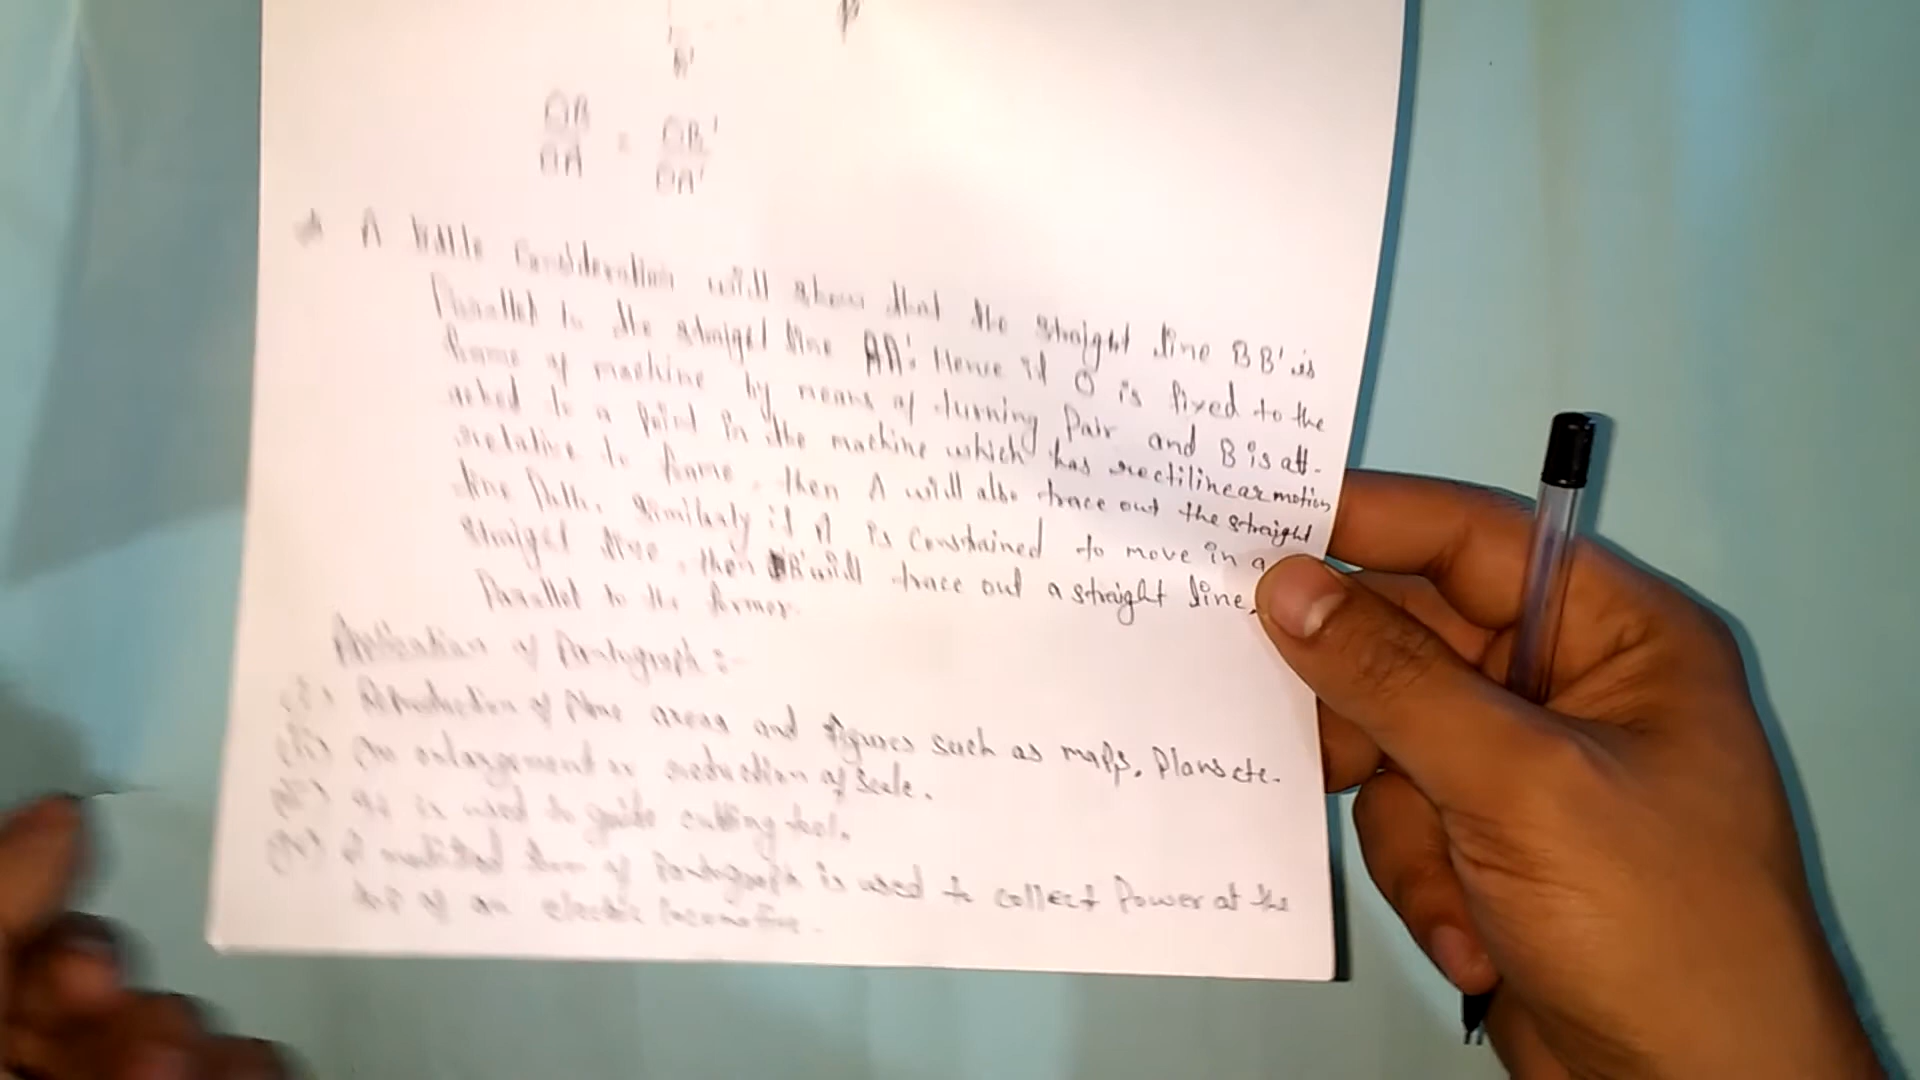 P
B'
OB/OA = OB'/OA'
* A little Consideration will show that the straight line BB' is
Parallel to the straight line AA'. Hence if O is fixed to the
frame of machine by means of turning Pair and B is att-
ached to a point in the machine which has rectilinear motion
relative to frame, then A will also trace out the straight
line Path. Similarly if A is Constrained to move in a
straight line, then B will trace out a straight line,
Parallel to the former.
Application of Pantograph :-
(i) Reproduction of Plane areas and figures such as maps, Plans etc.
(ii) on enlargement or reduction of Scale.
(iii) is used to guide cutting tool.
(iv) modified form of Pantograph is used to collect Power at the
top of an electric locomotive.